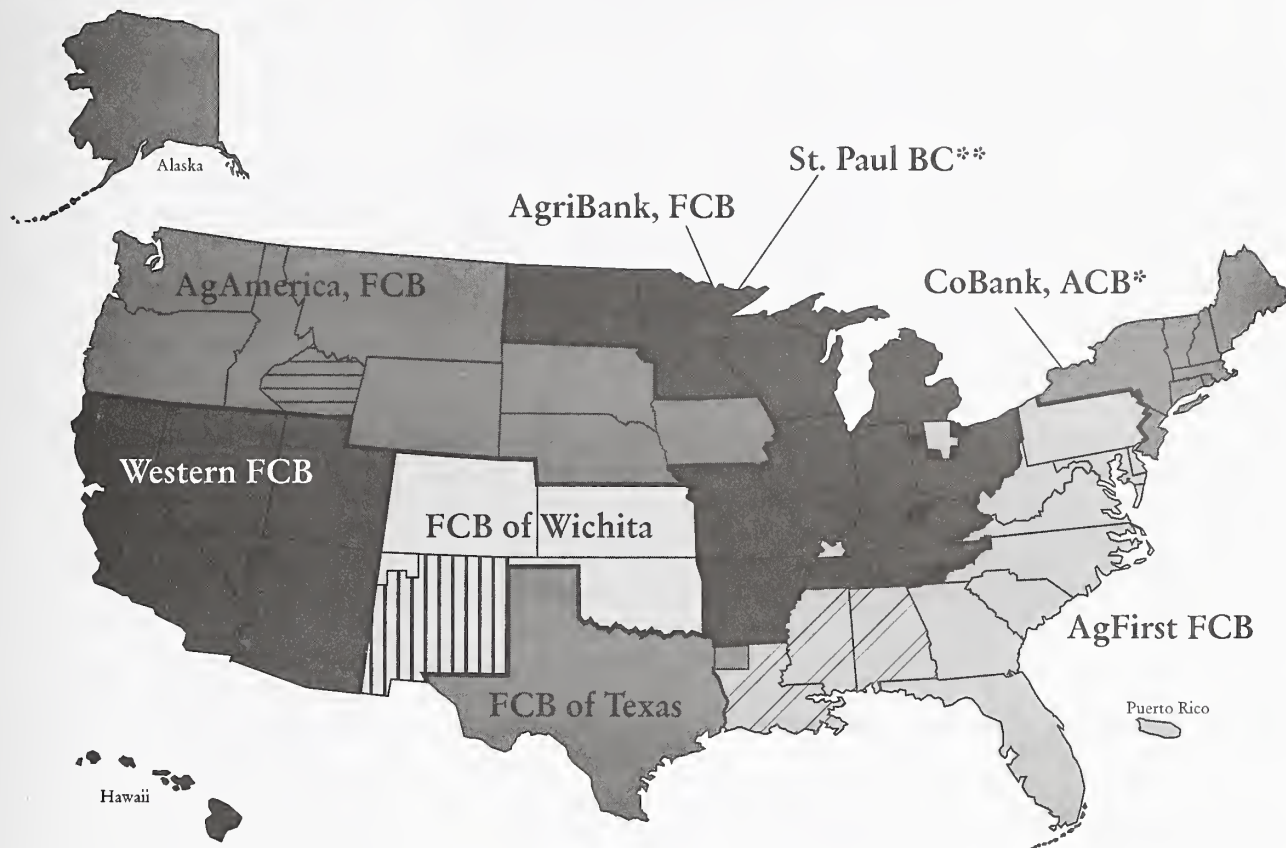 Alaska
St. Paul BC**
AgriBank, FCB
AgAmerica, FCB
CoBank, ACB*
Western FCB
FCB of Wichita
AgFirst FCB
FCB of Texas
Puerto Rico
Hawaii